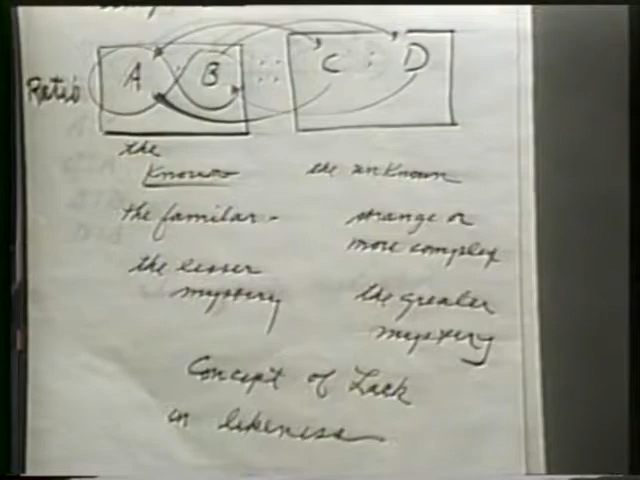 Ratio A : B :: C : D
the
Known the unknown
the familar - strange or
more complex
the lesser
mystery the greater
mystery
Concept of Lack
in likeness